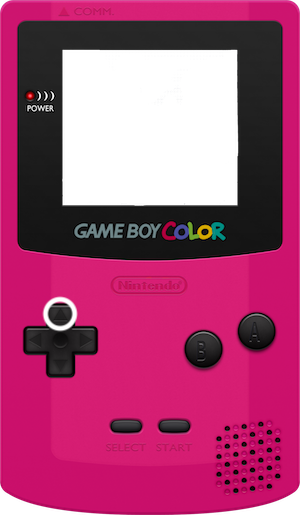 ▲ COMM.
POWER
GAME BOY COLOR
Nintendo
B A
SELECT START